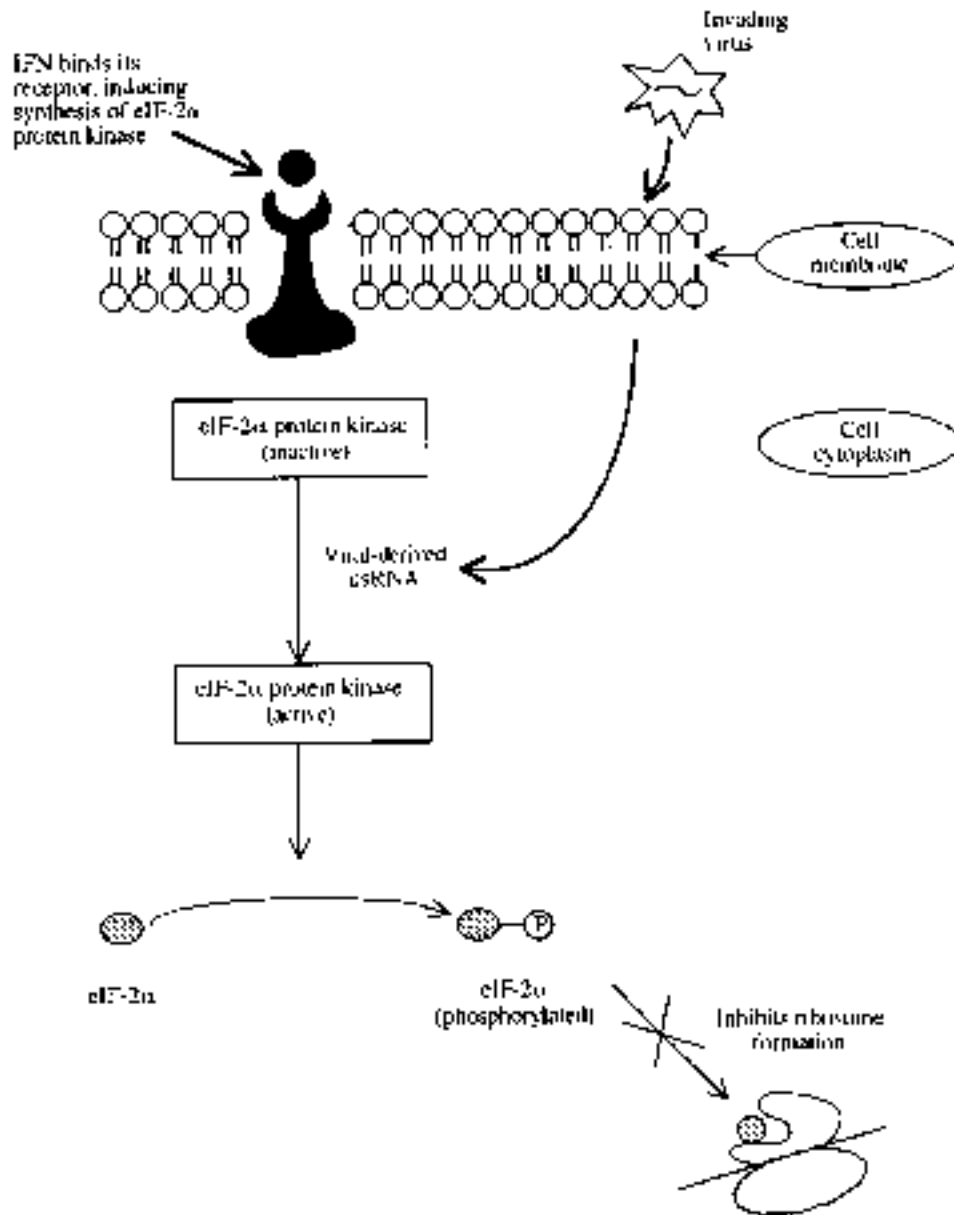 Invading
virus
IFN binds its
receptor, inducing
synthesis of eIF-2α
protein kinase
Cell
membrane
eIF-2α protein kinase
(inactive)
Cell
cytoplasm
Viral-derived
dsRNA
eIF-2α protein kinase
(active)
P
eIF-2α
eIF-2α
(phosphorylated)
Inhibits ribosome
formation